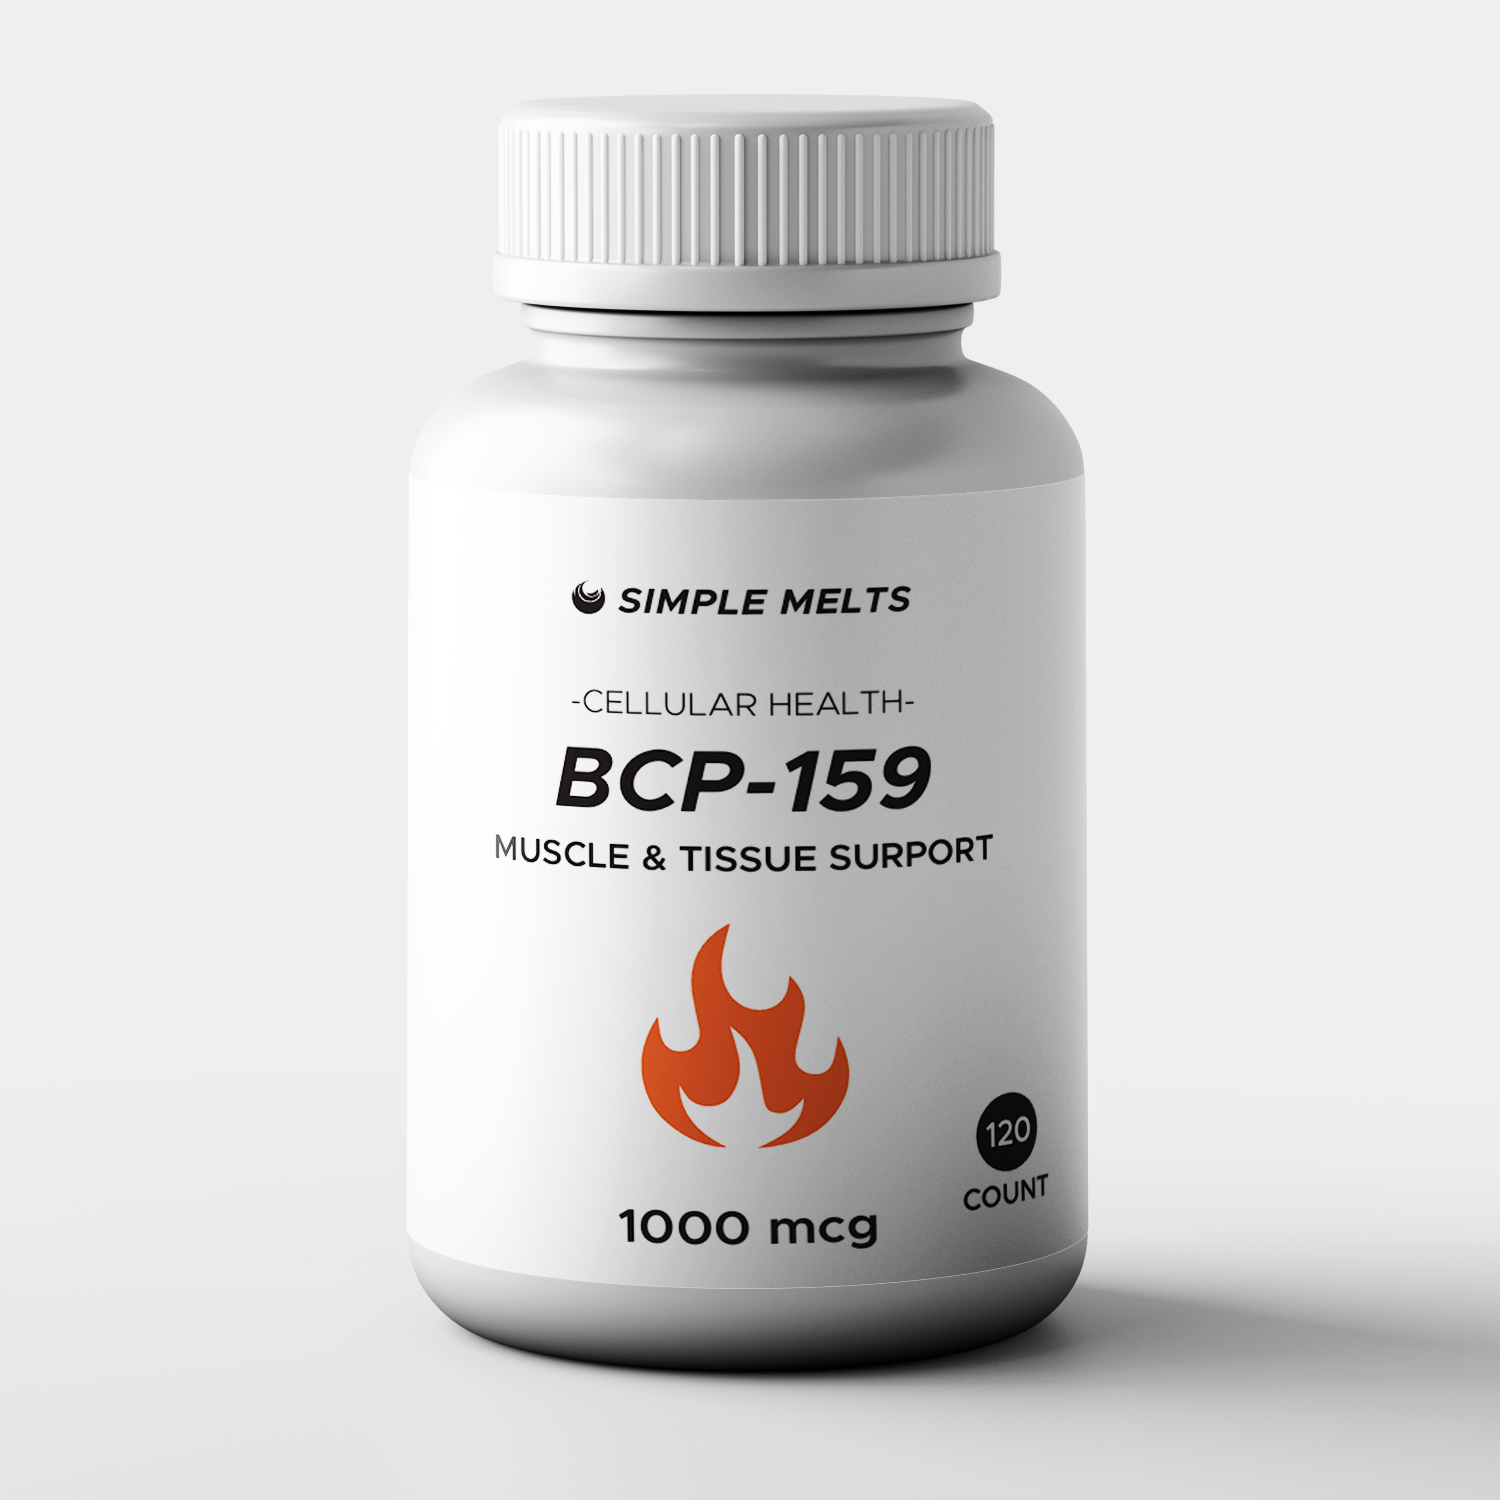 SIMPLE MELTS
-CELLULAR HEALTH-
BCP-159
MUSCLE & TISSUE SURPORT
1000 mcg
120
COUNT